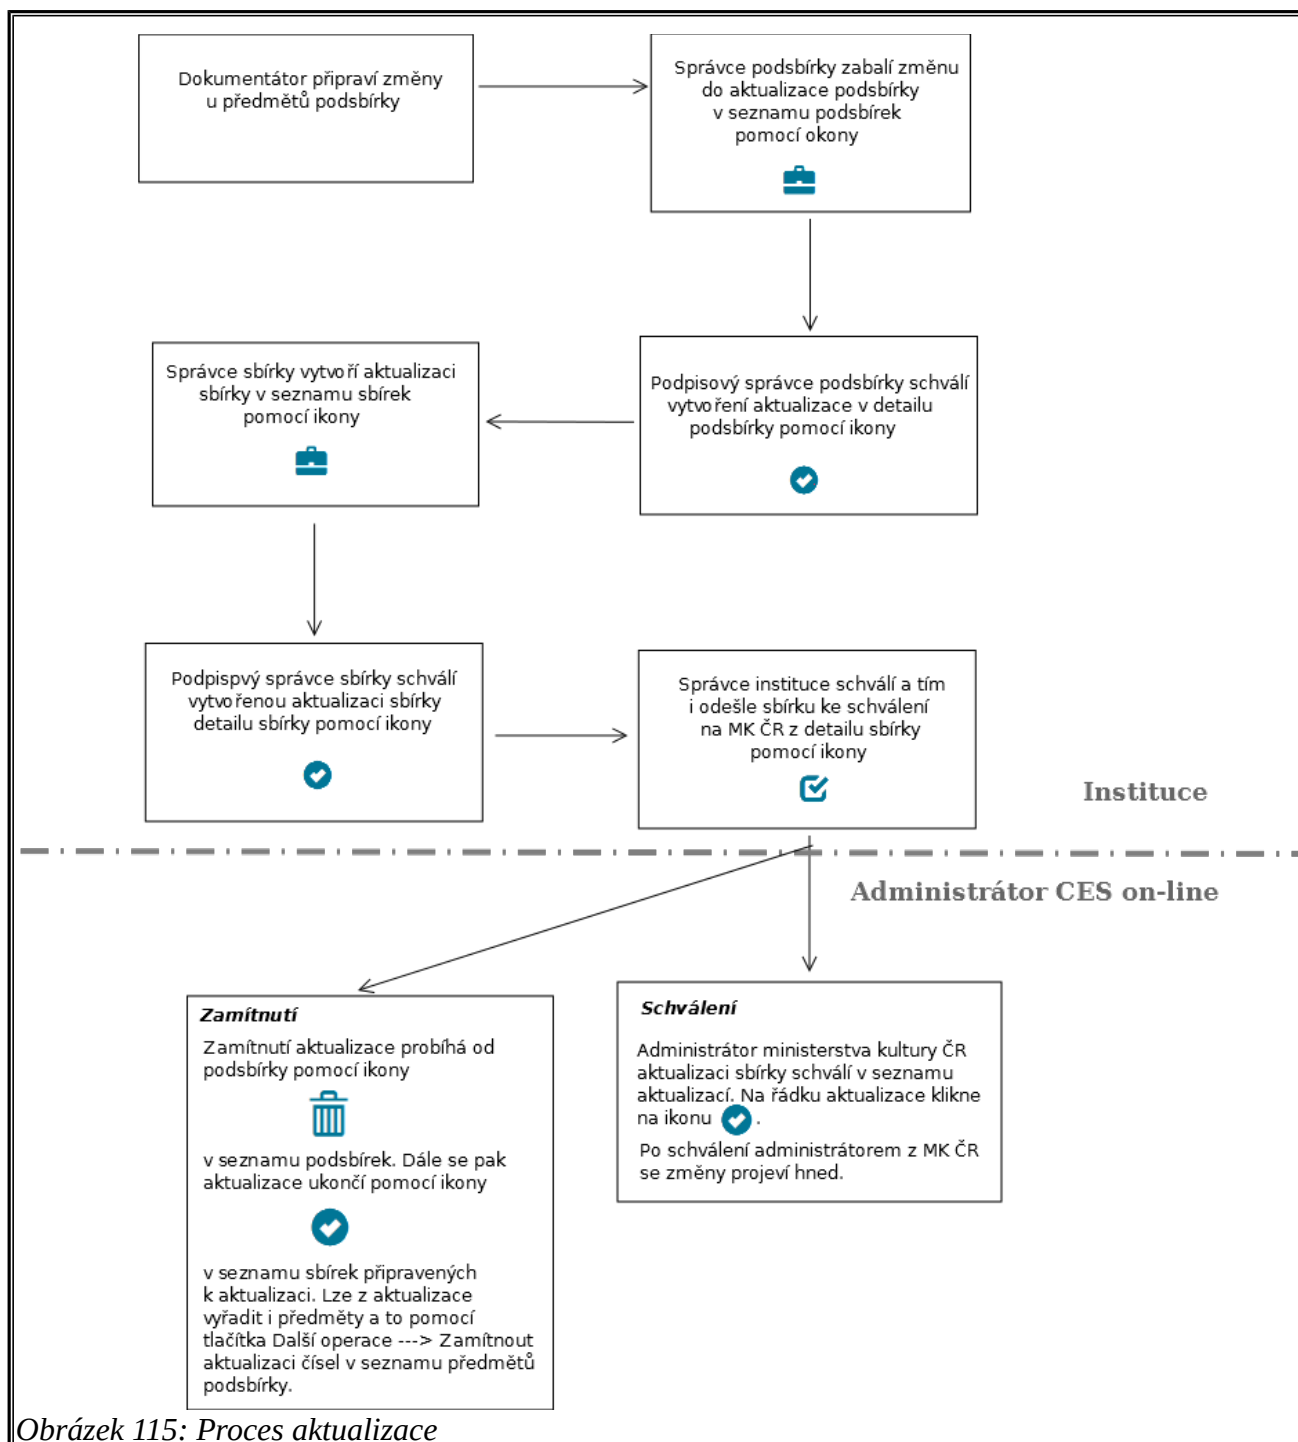 Dokumentátor připraví změny
u předmětů podsbírky
Správce podsbírky zabalí změnu
do aktualizace podsbírky
v seznamu podsbírek
pomocí okony
Správce sbírky vytvoří aktualizaci
sbírky v seznamu sbírek
pomocí ikony
Podpisový správce podsbírky schválí
vytvoření aktualizace v detailu
podsbírky pomocí ikony
Podpispvý správce sbírky schválí
vytvořenou aktualizaci sbírky
detailu sbírky pomocí ikony
Správce instituce schválí a tím
i odešle sbírku ke schválení
na MK ČR z detailu sbírky
pomocí ikony
Instituce
Administrátor CES on-line
Zamítnutí
Zamítnutí aktualizace probíhá od
podsbírky pomocí ikony
v seznamu podsbírek. Dále se pak
aktualizace ukončí pomocí ikony
v seznamu sbírek připravených
k aktualizaci. Lze z aktualizace
vyřadit i předměty a to pomocí
tlačítka Další operace ---> Zamítnout
aktualizaci čísel v seznamu předmětů
podsbírky.
Schválení
Administrátor ministerstva kultury ČR
aktualizaci sbírky schválí v seznamu
aktualizací. Na řádku aktualizace klikne
na ikonu .
Po schválení administrátorem z MK ČR
se změny projeví hned.
Obrázek 115: Proces aktualizace